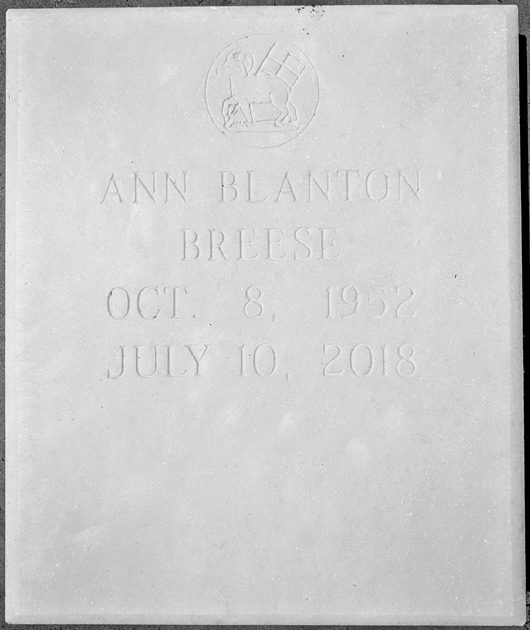 ANN BLANTON
BREESE
OCT. 8, 1952
JULY 10, 2018